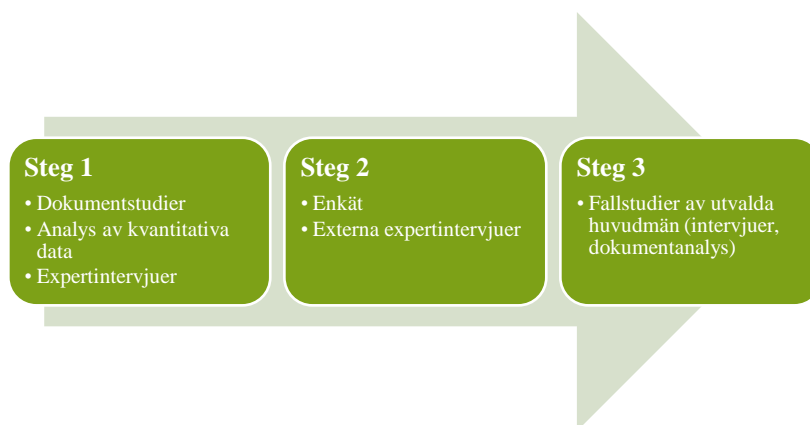 Steg 1
• Dokumentstudier
• Analys av kvantitativa
data
• Expertintervjuer
Steg 2
• Enkät
• Externa expertintervjuer
Steg 3
• Fallstudier av utvalda
huvudmän (intervjuer,
dokumentanalys)